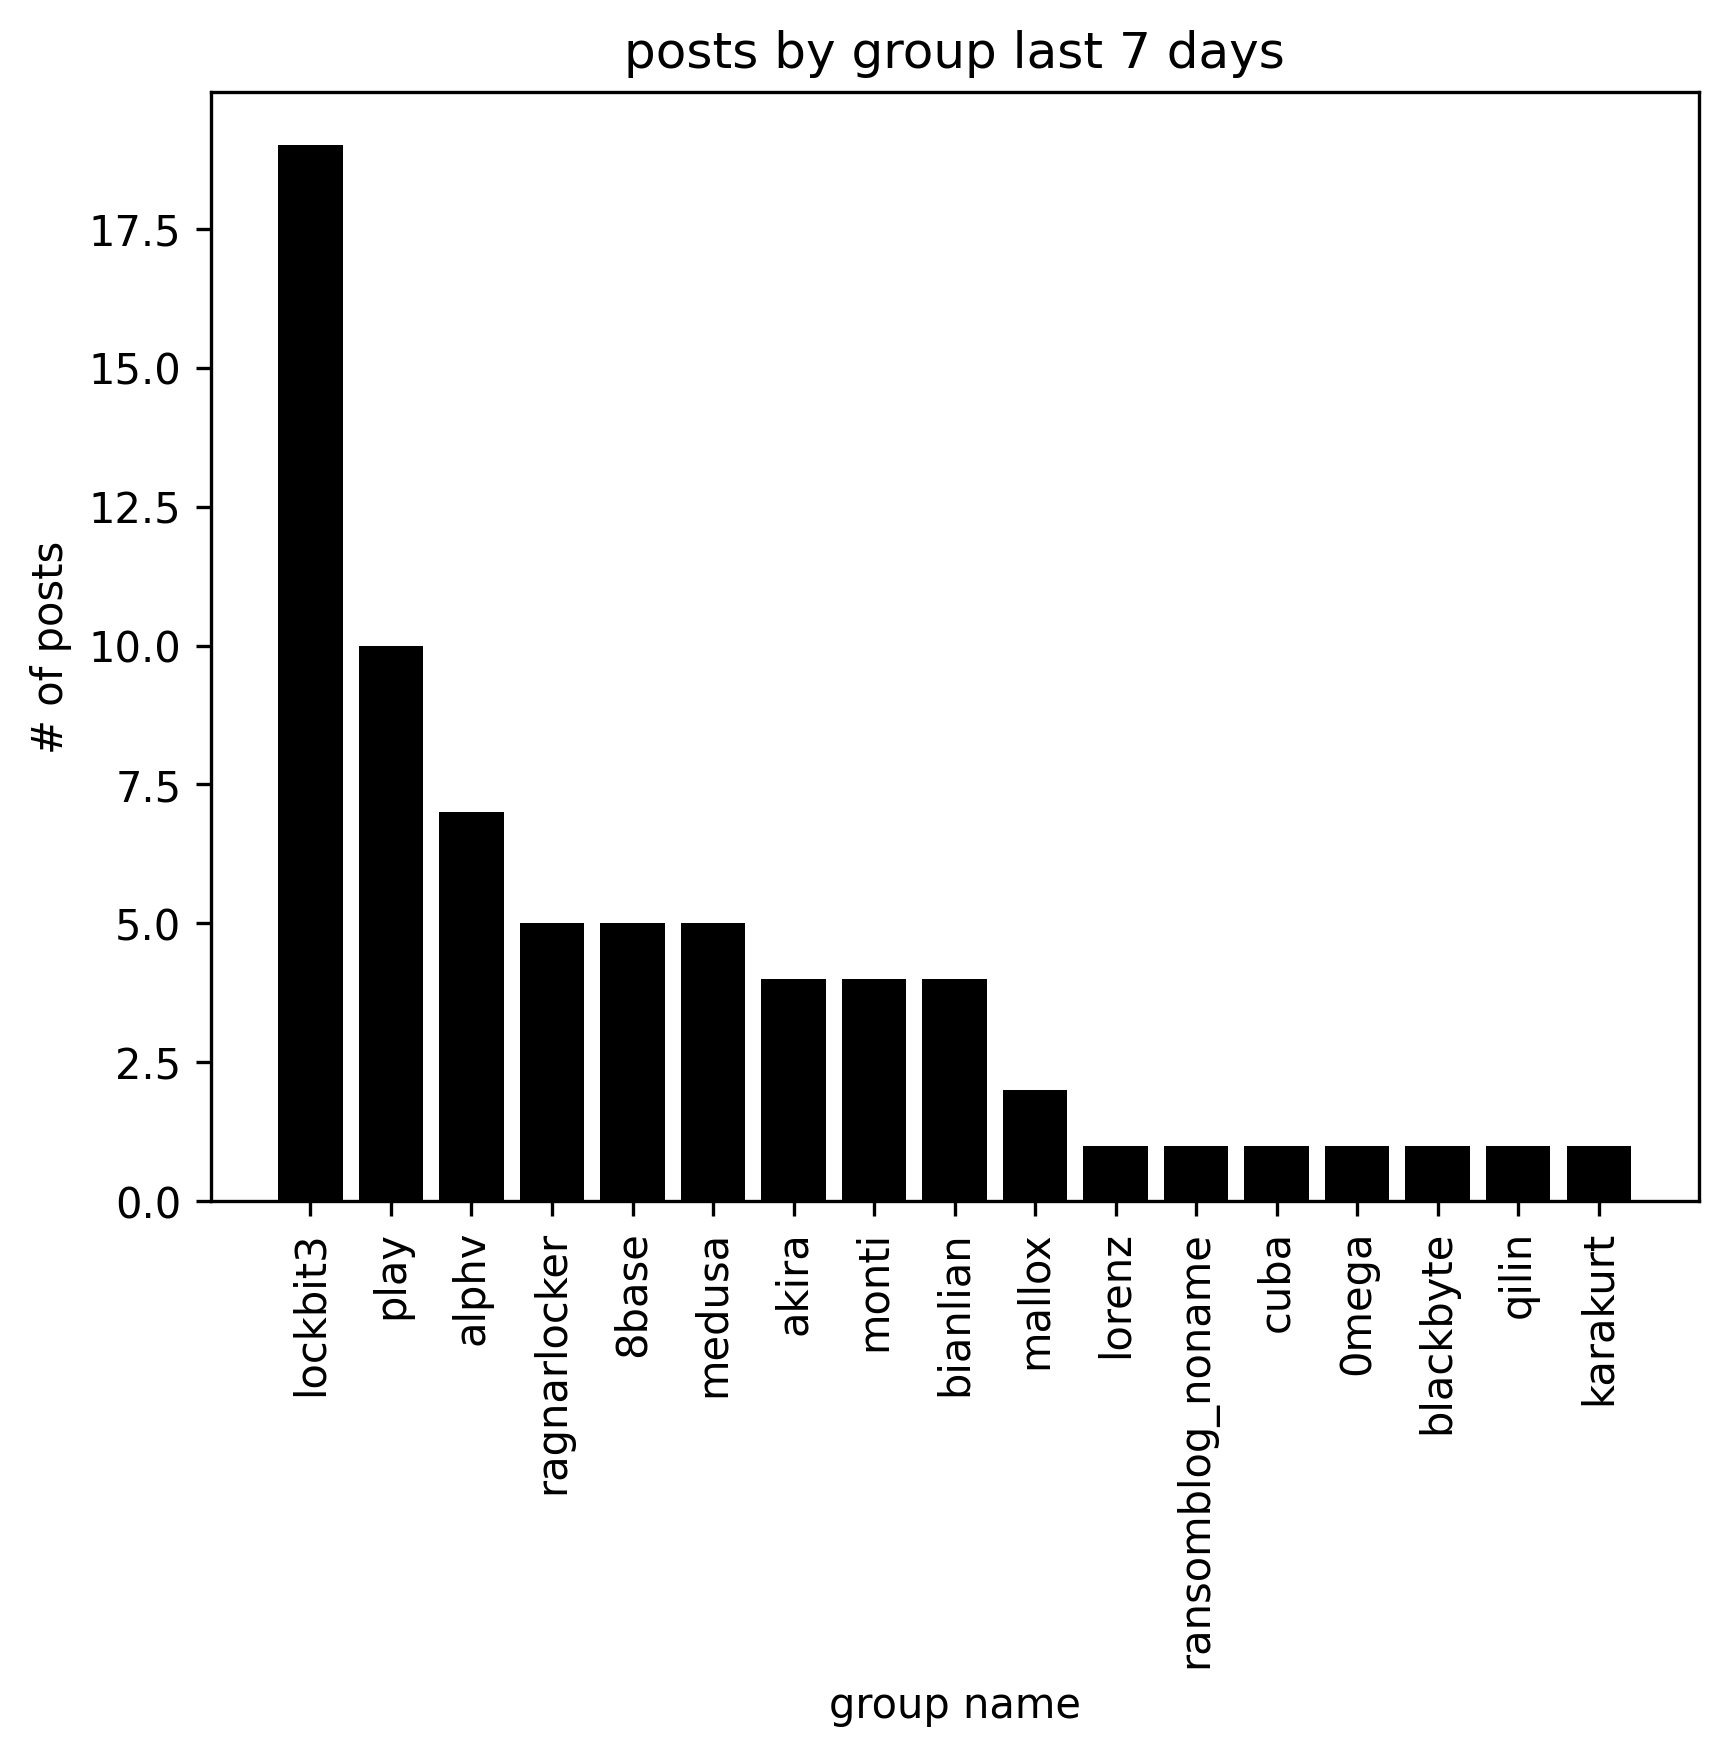 posts by group last 7 days
# of posts
17.5
15.0
12.5
10.0
7.5
5.0
2.5
0.0
lockbit3
play
alphv
ragnarlocker
8base
medusa
akira
monti
bianlian
mallox
lorenz
ransomblog_noname
cuba
0mega
blackbyte
qilin
karakurt
group name